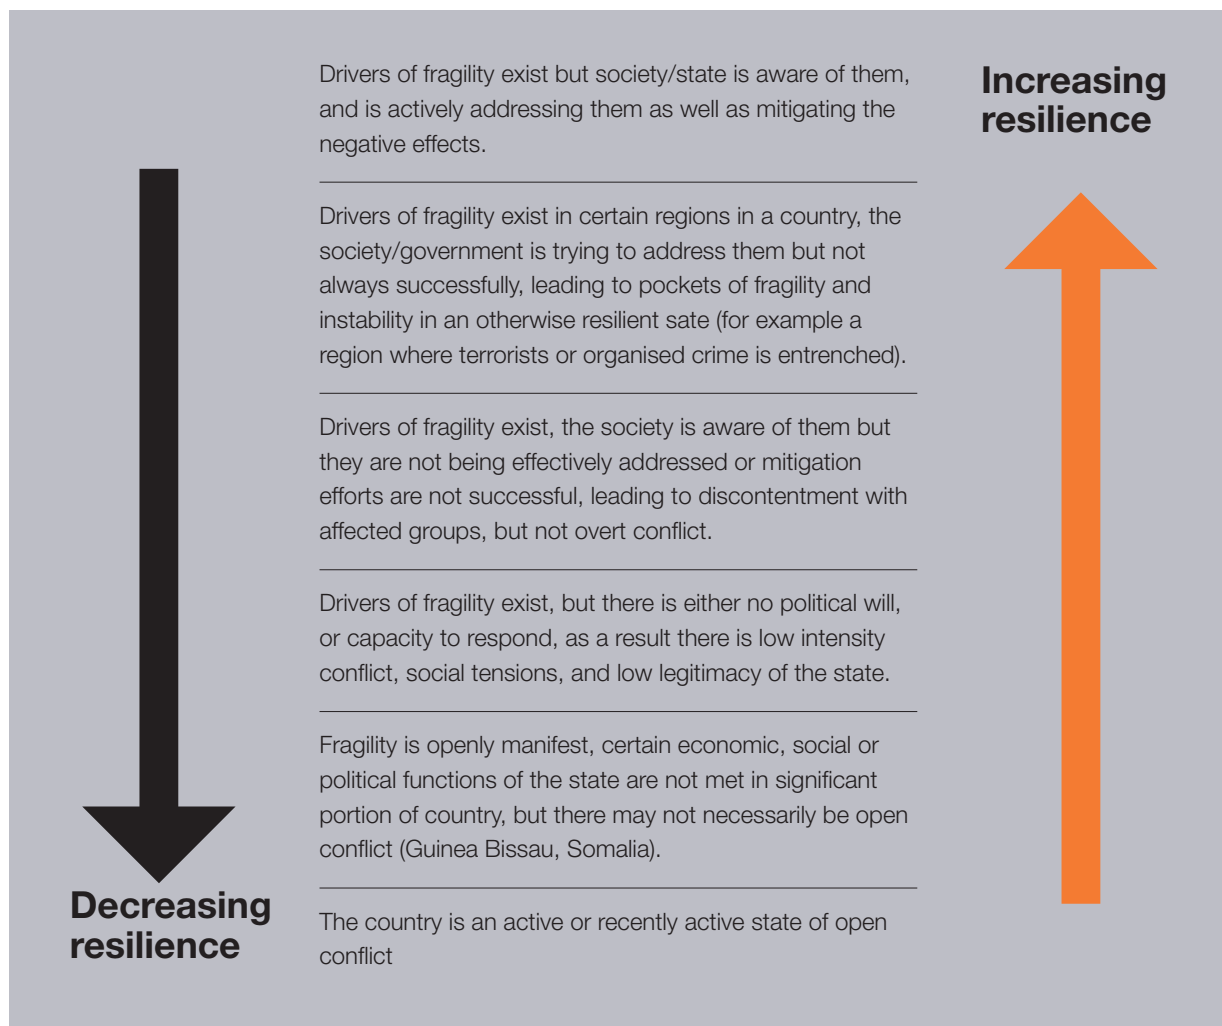 Drivers of fragility exist but society/state is aware of them,
and is actively addressing them as well as mitigating the
negative effects.
Increasing
resilience
Drivers of fragility exist in certain regions in a country, the
society/government is trying to address them but not
always successfully, leading to pockets of fragility and
instability in an otherwise resilient sate (for example a
region where terrorists or organised crime is entrenched).
Drivers of fragility exist, the society is aware of them but
they are not being effectively addressed or mitigation
efforts are not successful, leading to discontentment with
affected groups, but not overt conflict.
Drivers of fragility exist, but there is either no political will,
or capacity to respond, as a result there is low intensity
conflict, social tensions, and low legitimacy of the state.
Fragility is openly manifest, certain economic, social or
political functions of the state are not met in significant
portion of country, but there may not necessarily be open
conflict (Guinea Bissau, Somalia).
Decreasing
resilience
The country is an active or recently active state of open
conflict